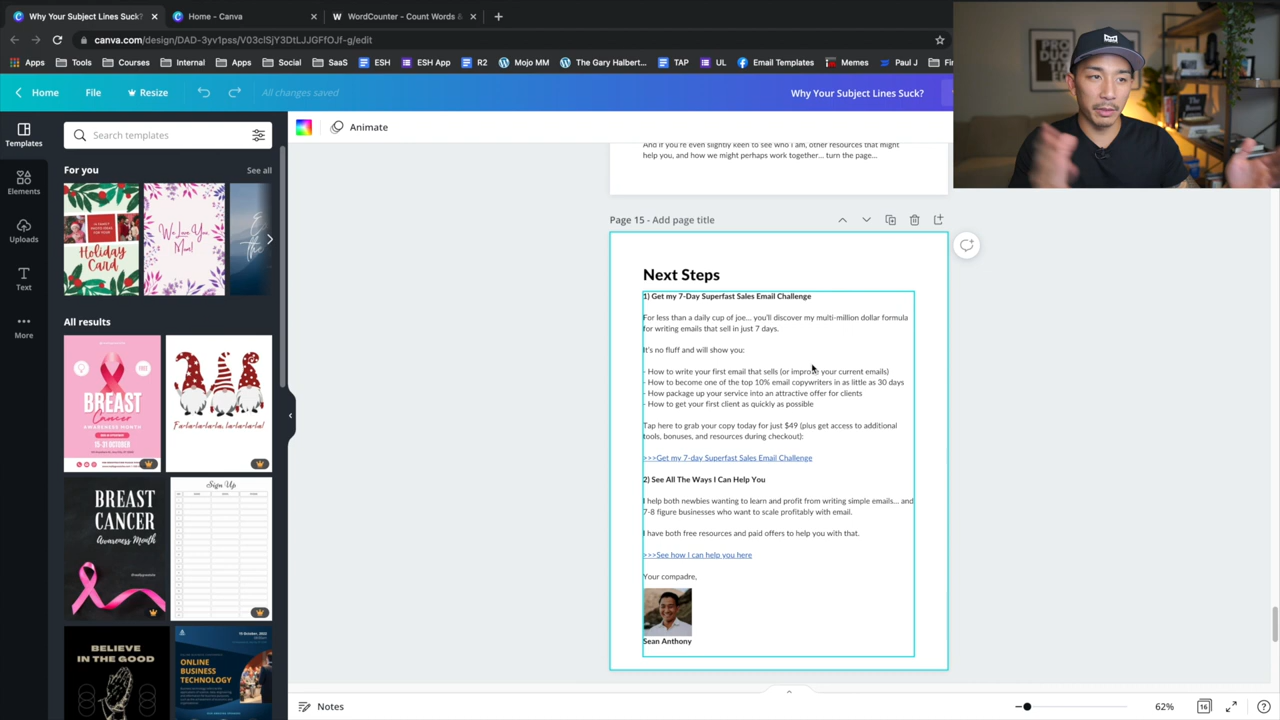 Why Your Subject Lines Suck?
Home - Canva
WordCounter - Count Words &
canva.com/design/DAD-3yv1pss/V03clSjY3DtLJJGFfOJf-g/edit
Apps
Tools
Courses
Internal
Apps
Social
SaaS
ESH
Skool
SH App
R2
Mojo MM
The Gary Halbert...
TAP
UL
Email Templates
Memes
Paul J
Home
File
Resize
All changes saved
Why Your Subject Lines Suck?
Templates
Elements
Uploads
Text
More
Search templates
Animate
For you
See all
Holiday
Card
We Love You
Mum!
All results
BREAST
Cancer
AWARENESS MONTH
15-31 OCTOBER
Fa-la-la-la-la, la-la-la-la!
BREAST
CANCER
Awareness Month
Sign Up
BELIEVE
IN THE GOOD
ONLINE
BUSINESS
TECHNOLOGY
And if you're even slightly keen to see who I am, other resources that might
help you, and how we might perhaps work together... turn the page...
Page 15 - Add page title
Next Steps
1) Get my 7-Day Superfast Sales Email Challenge
For less than a daily cup of joe... you'll discover my multi-million dollar formula
for writing emails that sell in just 7 days.
It's no fluff and will show you:
- How to write your first email that sells (or improve your current emails)
- How to become one of the top 10% email copywriters in as little as 30 days
- How package up your service into an attractive offer for clients
- How to get your first client as quickly as possible
Tap here to grab your copy today for just $49 (plus get access to additional
tools, bonuses, and resources during checkout):
>>>Get my 7-day Superfast Sales Email Challenge
2) See All The Ways I Can Help You
I help both newbies wanting to learn and profit from writing simple emails... and
7-8 figure businesses who want to scale profitably with email.
I have both free resources and paid offers to help you with that.
>>>See how I can help you here
Your compadre,
Sean Anthony
Notes
62%
16